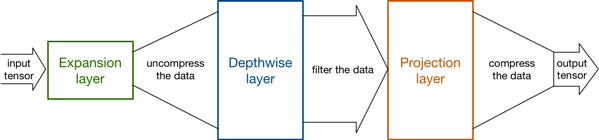 input
tensor
Expansion
layer
uncompress
the data
Depthwise
layer
filter the data
Projection
layer
compress
the data
output
tensor